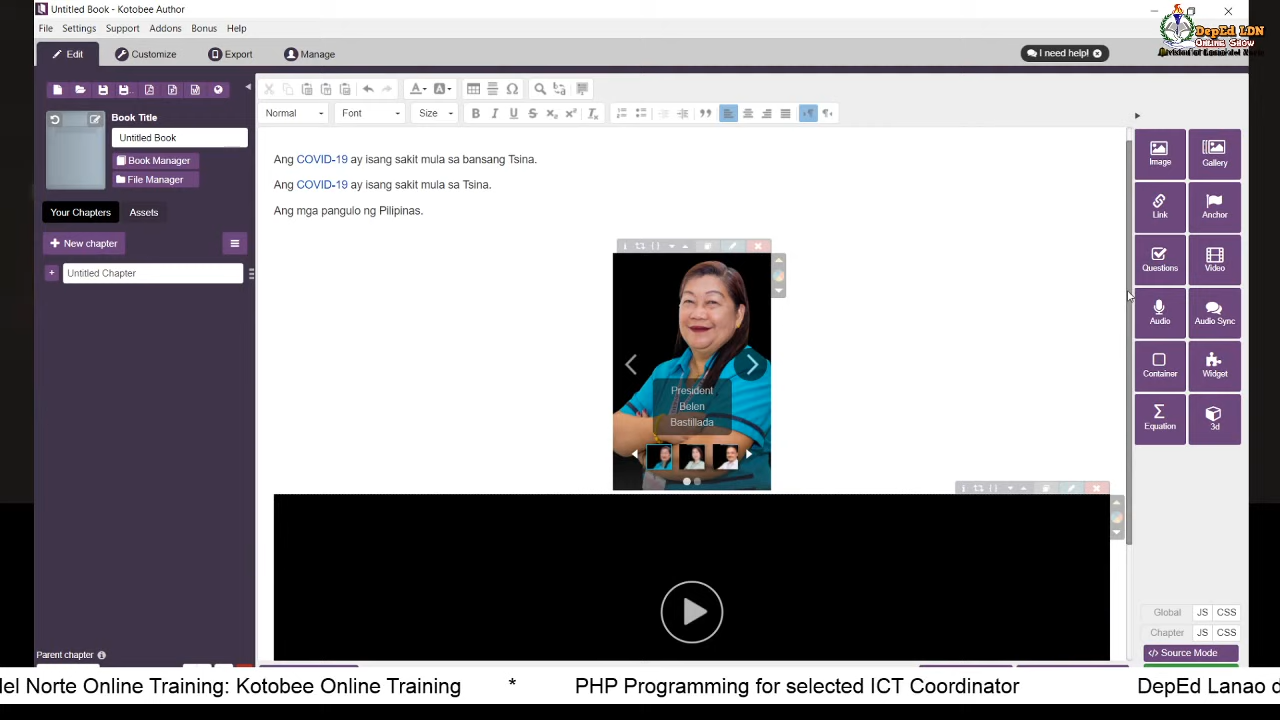 Untitled Book - Kotobee Author
File Settings Support Addons Bonus Help
Edit Customize Export Manage
I need help!
DepEd LDN
Online Show
Book Title
Untitled Book
Book Manager
File Manager
Your Chapters Assets
+ New chapter
Untitled Chapter
Normal Font Size B I U S
Ang COVID-19 ay isang sakit mula sa bansang Tsina.
Ang COVID-19 ay isang sakit mula sa Tsina.
Ang mga pangulo ng Pilipinas.
President
Belen
Bastillada
Image Gallery
Link Anchor
Questions Video
Audio Audio Sync
Container Widget
Equation 3d
Global JS CSS
Chapter JS CSS
</> Source Mode
Parent chapter
del Norte Online Training: Kotobee Online Training * PHP Programming for selected ICT Coordinator DepEd Lanao d